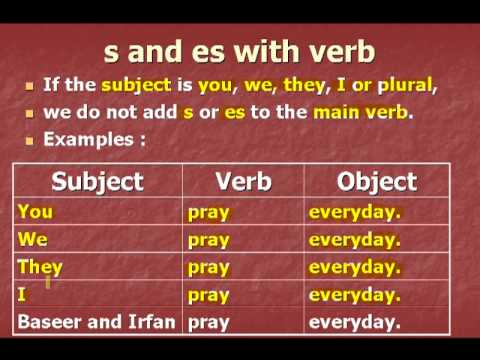 s and es with verb
If the subject is you, we, they, I or plural,
we do not add s or es to the main verb.
Examples :
Subject Verb Object
You pray everyday.
We pray everyday.
They pray everyday.
I pray everyday.
Baseer and Irfan pray everyday.